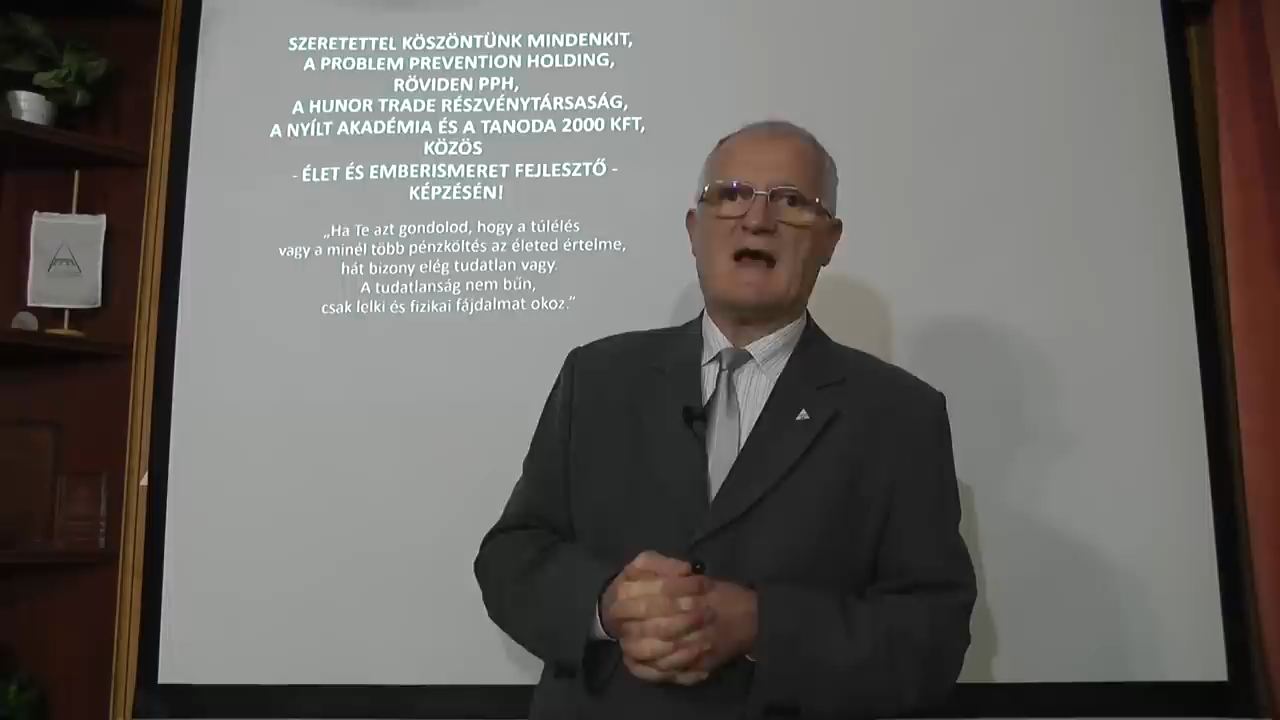 SZERETETTEL KÖSZÖNTÜNK MINDENKIT,
A PROBLEM PREVENTION HOLDING,
RÖVIDEN PPH,
A HUNOR TRADE RÉSZVÉNYTÁRSASÁG,
A NYÍLT AKADÉMIA ÉS A TANODA 2000 KFT,
KÖZÖS
- ÉLET ÉS EMBERISMERET FEJLESZTŐ -
KÉPZÉSÉN!
„Ha Te azt gondolod, hogy a túlélés
vagy a minél több pénzköltés az életed értelme,
hát bizony elég tudatlan vagy.
A tudatlanság nem bűn,
csak lelki és fizikai fájdalmat okoz.”